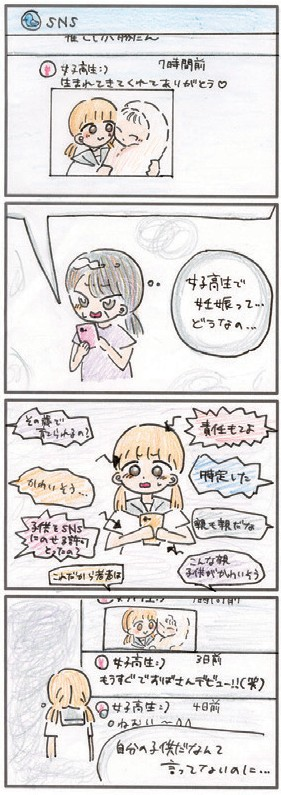 SNS
女子高生:) 7時間前
生まれてきてくれてありがとう♡
女子高生で
妊娠って…
どうなの…
その歳で
育てられるの?
責任もてよ
かわいそう…
特定した
子供をSNS
にのせる許可
とったの?
親も親だな
これだから若者は
こんな親
子供がかわいそう
女子高生:) 3日前
もうすぐでおばさんデビュー!!(笑)
女子高生:) 4日前
ねむい〜^^
自分の子供だなんて
言ってないのに…